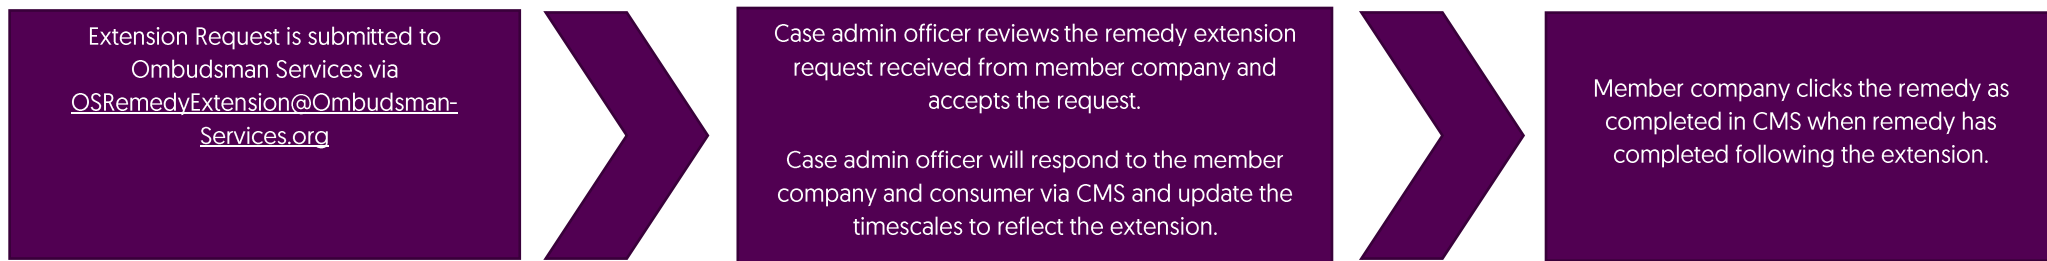 Extension Request is submitted to
Ombudsman Services via
OSRemedyExtension@Ombudsman-
Services.org
Case admin officer reviews the remedy extension
request received from member company and
accepts the request.
Case admin officer will respond to the member
company and consumer via CMS and update the
timescales to reflect the extension.
Member company clicks the remedy as
completed in CMS when remedy has
completed following the extension.